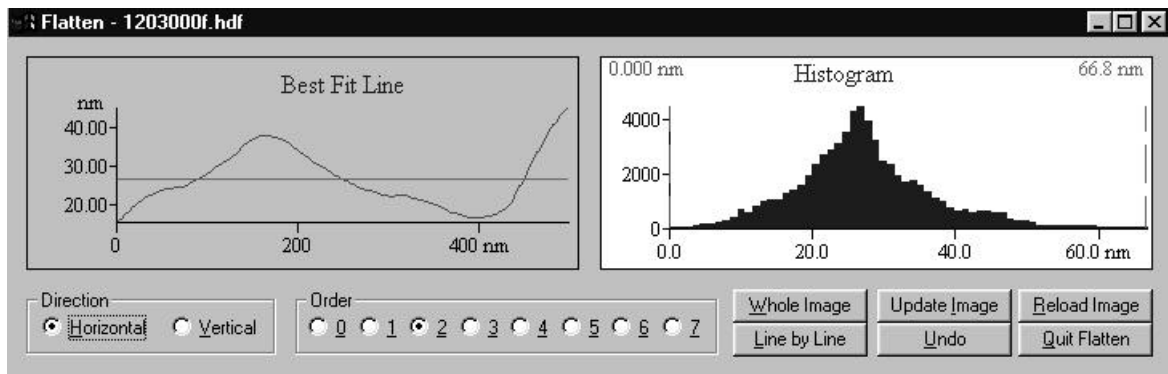 Flatten - 1203000f.hdf
Best Fit Line
nm
40.00
30.00
20.00
0 200 400 nm
0.000 nm Histogram 66.8 nm
4000
2000
0
0.0 20.0 40.0 60.0 nm
Direction
Horizontal Vertical
Order
0 1 2 3 4 5 6 7
Whole Image Update Image Reload Image
Line by Line Undo Quit Flatten